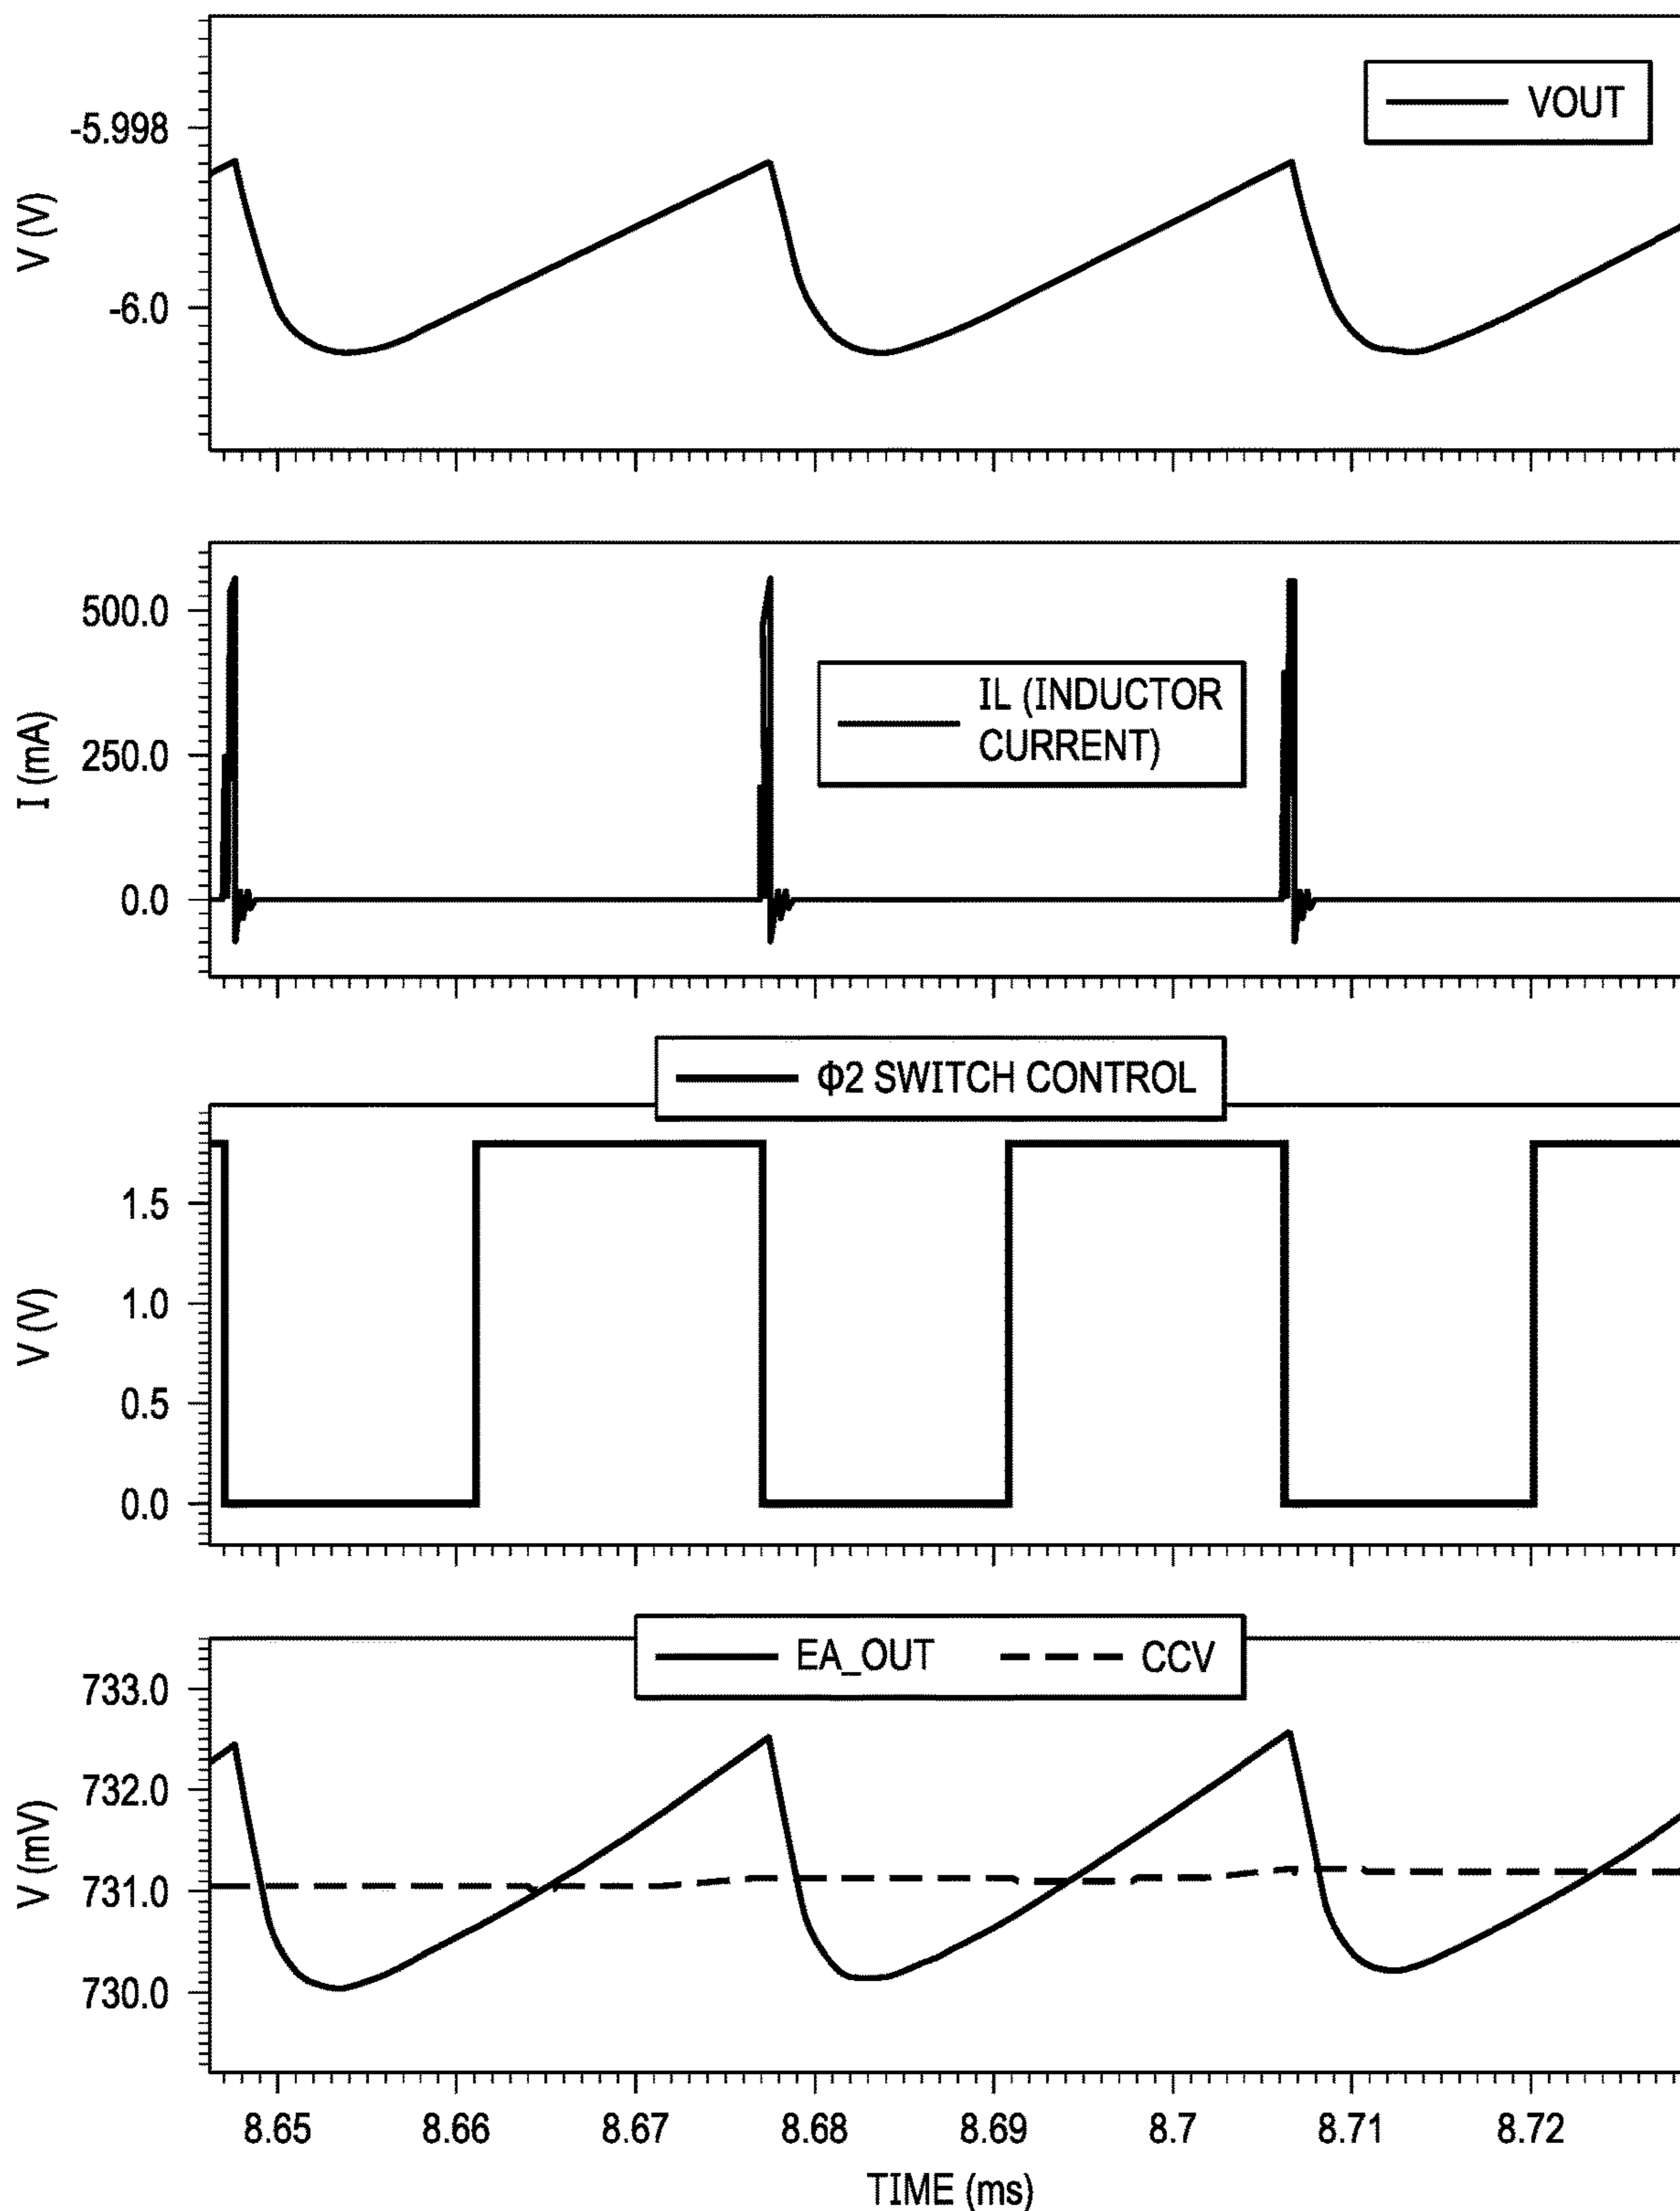 VOUT
-5.998
V (V)
-6.0
500.0
IL (INDUCTOR
CURRENT)
I (mA)
250.0
0.0
Φ2 SWITCH CONTROL
1.5
V (V)
1.0
0.5
0.0
EA_OUT CCV
733.0
732.0
V (mV)
731.0
730.0
8.65 8.66 8.67 8.68 8.69 8.7 8.71 8.72
TIME (ms)